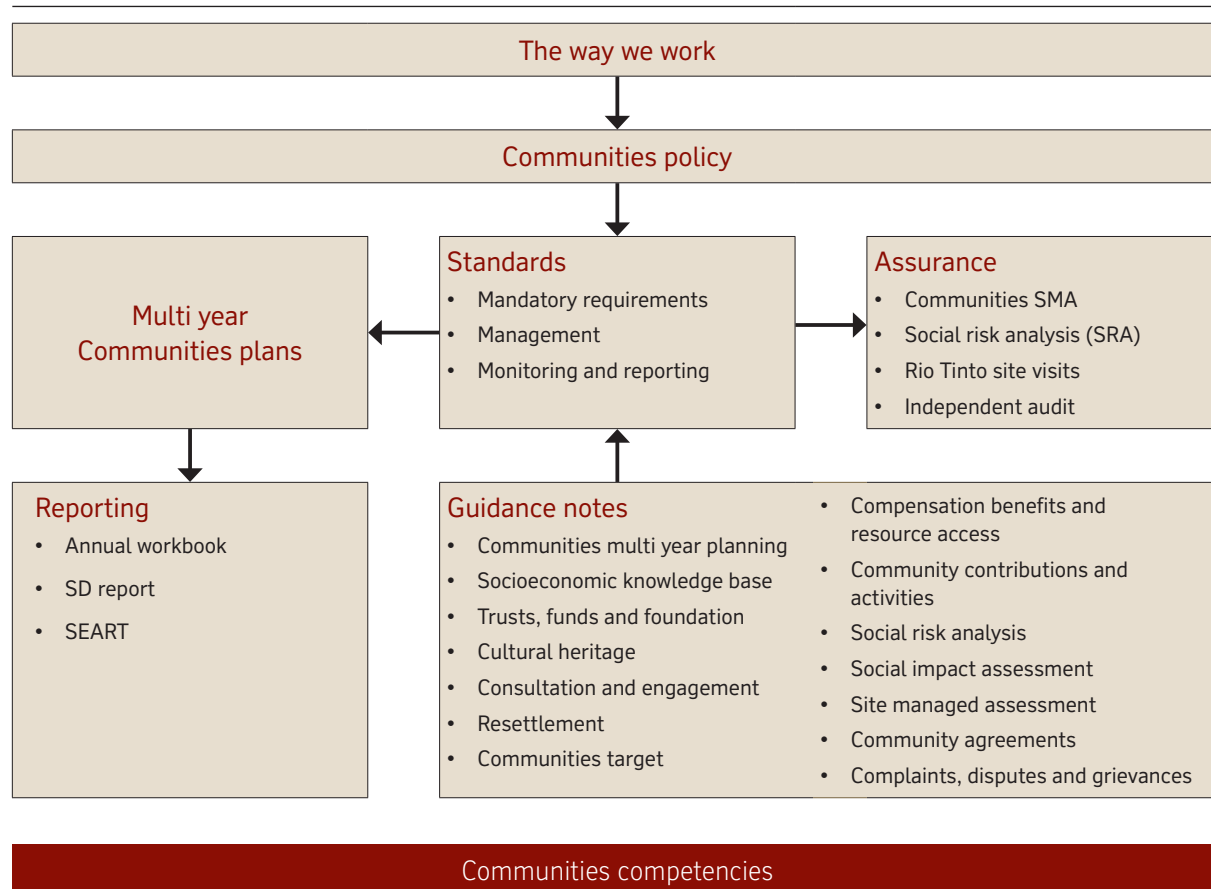 The way we work
Communities policy
Multi year
Communities plans
Standards
• Mandatory requirements
• Management
• Monitoring and reporting
Assurance
• Communities SMA
• Social risk analysis (SRA)
• Rio Tinto site visits
• Independent audit
Reporting
• Annual workbook
• SD report
• SEART
Guidance notes
• Communities multi year planning
• Socioeconomic knowledge base
• Trusts, funds and foundation
• Cultural heritage
• Consultation and engagement
• Resettlement
• Communities target
• Compensation benefits and
resource access
• Community contributions and
activities
• Social risk analysis
• Social impact assessment
• Site managed assessment
• Community agreements
• Complaints, disputes and grievances
Communities competencies